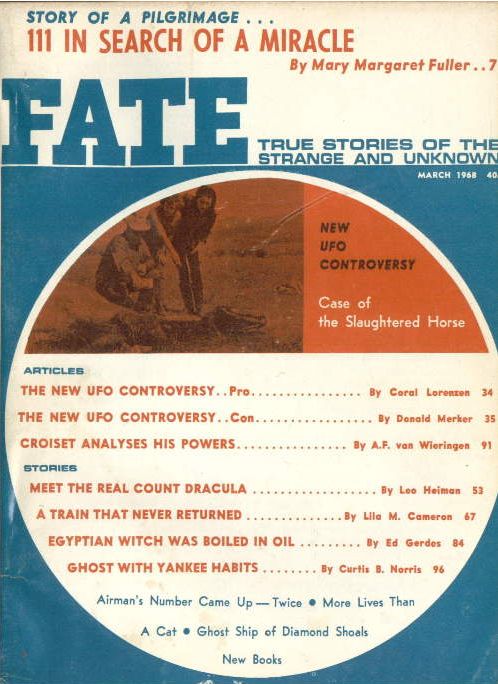 STORY OF A PILGRIMAGE ...
111 IN SEARCH OF A MIRACLE
By Mary Margaret Fuller..7
FATE
TRUE STORIES OF THE
STRANGE AND UNKNOWN
MARCH 1968 40
NEW
UFO
CONTROVERSY
Case of
the Slaughtered Horse
ARTICLES
THE NEW UFO CONTROVERSY..Pro................ By Coral Lorenzen 34
THE NEW UFO CONTROVERSY..Con................. By Donald Merker 35
CROISET ANALYSES HIS POWERS................ By A.F. van Wieringen 91
STORIES
MEET THE REAL COUNT DRACULA ..................By Leo Heiman 53
A TRAIN THAT NEVER RETURNED ..............By Lila M. Cameron 67
EGYPTIAN WITCH WAS BOILED IN OIL ......... By Ed Gerdos 84
GHOST WITH YANKEE HABITS ........ By Curtis B. Norris 96
Airman's Number Came Up — Twice ● More Lives Than
A Cat ● Ghost Ship of Diamond Shoals
New Books